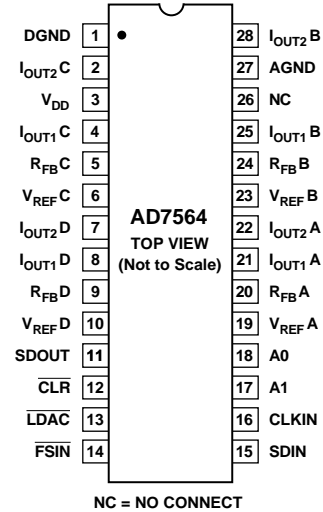 DGND 1 28 IOUT2 B
IOUT2 C 2 27 AGND
VDD 3 26 NC
IOUT1 C 4 25 IOUT1 B
RFB C 5 24 RFB B
VREF C 6 23 VREF B
IOUT2 D 7 22 IOUT2 A
IOUT1 D 8 21 IOUT1 A
RFB D 9 20 RFB A
VREF D 10 19 VREF A
SDOUT 11 18 A0
CLR 12 17 A1
LDAC 13 16 CLKIN
FSIN 14 15 SDIN
AD7564
TOP VIEW
(Not to Scale)
NC = NO CONNECT